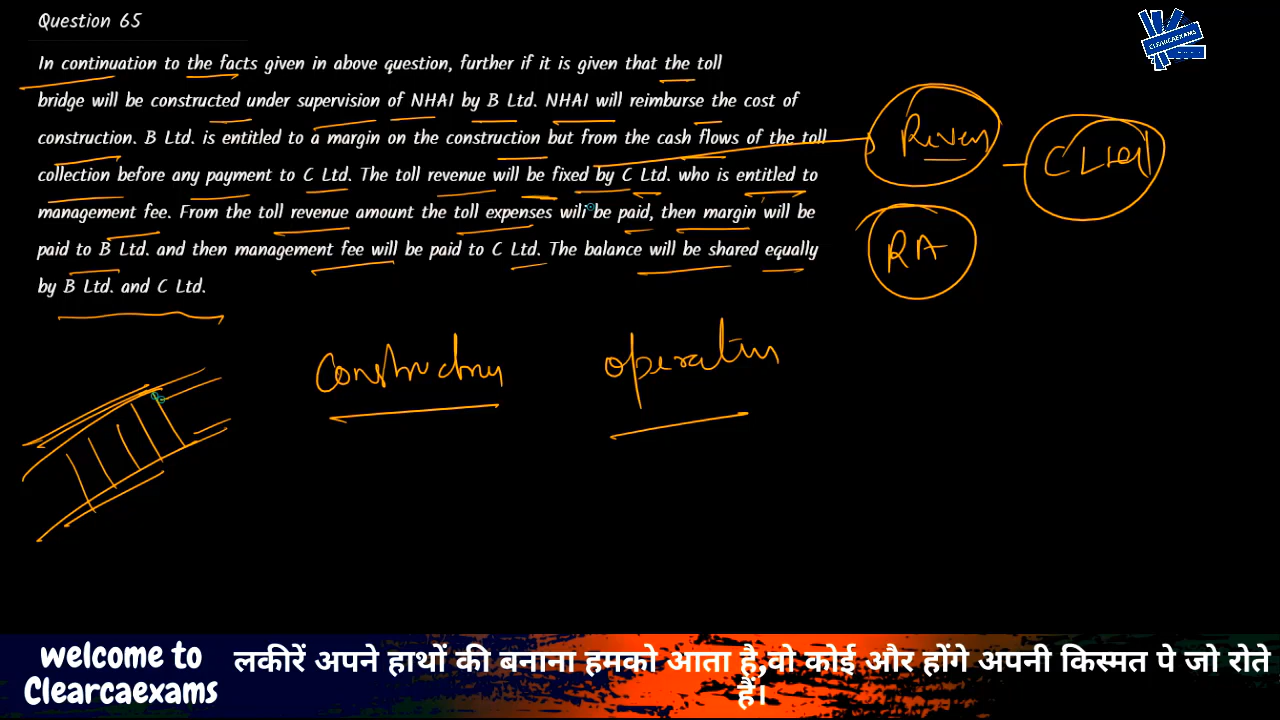 Question 65
CLEARCAEXAMS
In continuation to the facts given in above question, further if it is given that the toll
bridge will be constructed under supervision of NHAI by B Ltd. NHAI will reimburse the cost of
construction. B Ltd. is entitled to a margin on the construction but from the cash flows of the toll
collection before any payment to C Ltd. The toll revenue will be fixed by C Ltd. who is entitled to
management fee. From the toll revenue amount the toll expenses will be paid, then margin will be
paid to B Ltd. and then management fee will be paid to C Ltd. The balance will be shared equally
by B Ltd. and C Ltd.
C Ltd
RA
welcome to
Clearcaexams
लकीरें अपने हाथों की बनाना हमको आता है,वो कोई और होंगे अपनी किस्मत पे जो रोते
हैं।